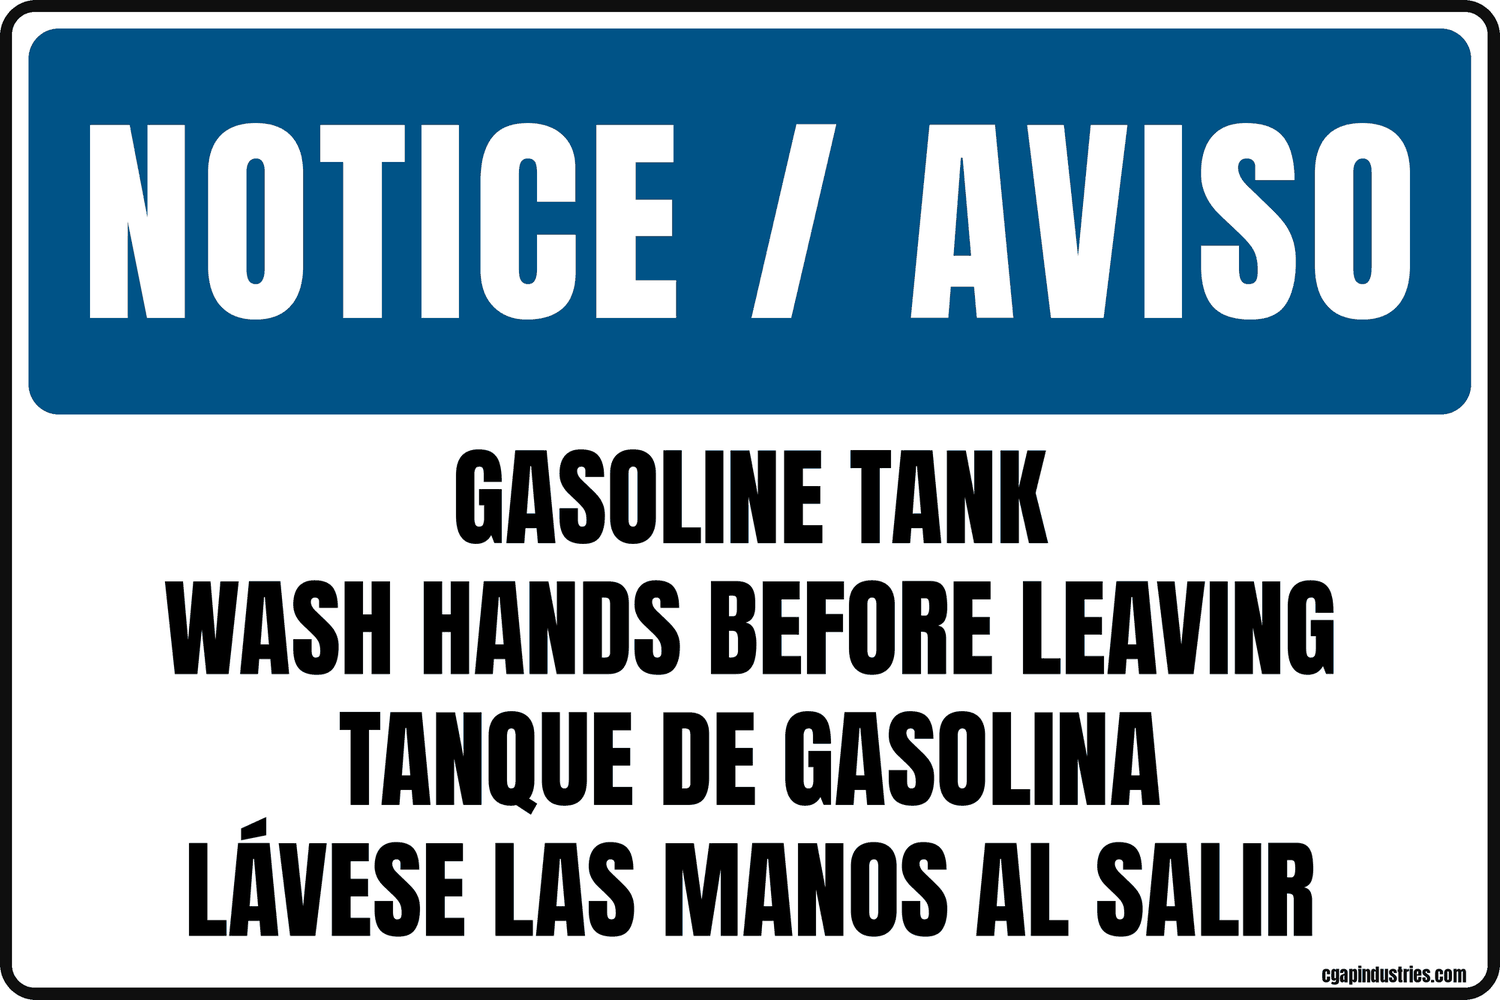 NOTICE / AVISO
GASOLINE TANK
WASH HANDS BEFORE LEAVING
TANQUE DE GASOLINA
LÁVESE LAS MANOS AL SALIR
cgapindustries.com